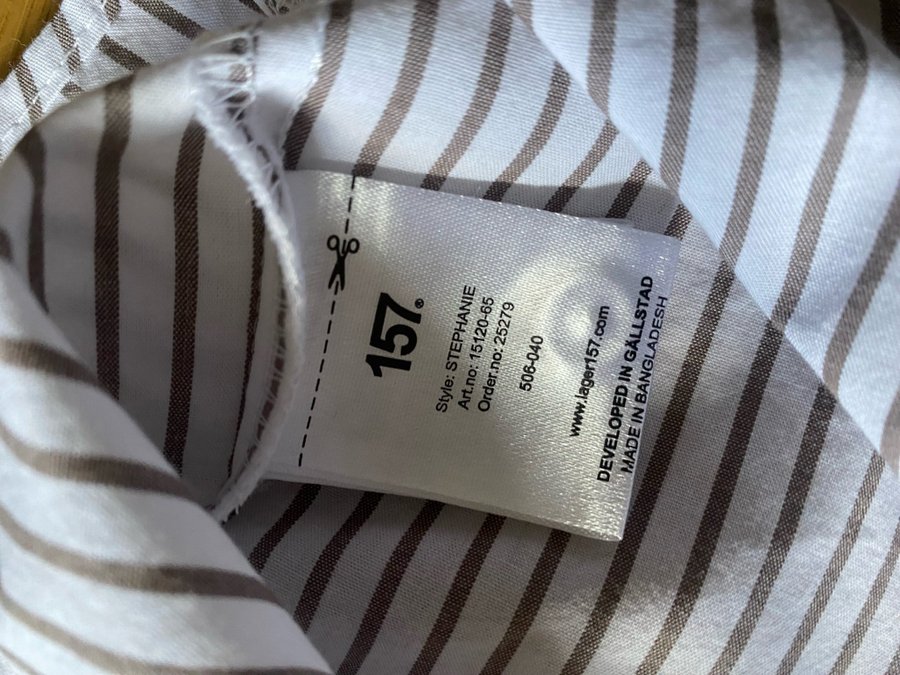 157®
Style: STEPHANIE
Art.no: 15120-65
Order.no: 25279
506-040
www.lager157.com
DEVELOPED IN GÄLLSTAD
MADE IN BANGLADESH